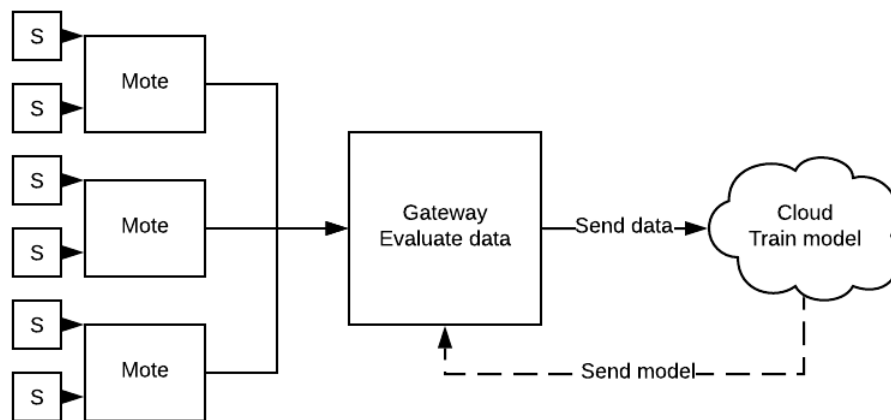 S
Mote
S
S
Mote
S
S
Mote
S
Gateway
Evaluate data
Send data
Cloud
Train model
Send model